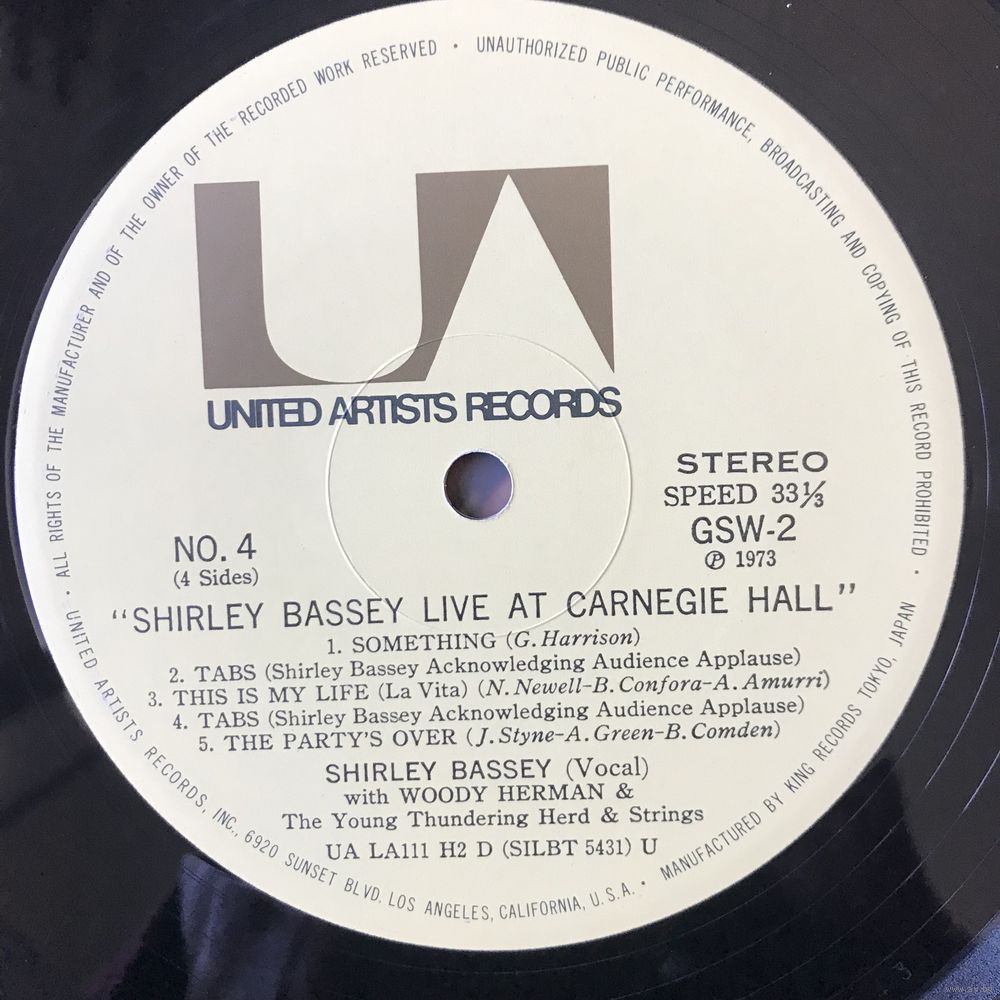 · ALL RIGHTS OF THE MANUFACTURER AND OF THE OWNER OF THE RECORDED WORK RESERVED · UNAUTHORIZED PUBLIC PERFORMANCE, BROADCASTING AND COPYING OF THIS RECORD PROHIBITED ·
UA
UNITED ARTISTS RECORDS
STEREO
SPEED 33⅓
GSW-2
℗ 1973
NO. 4
(4 Sides)
"SHIRLEY BASSEY LIVE AT CARNEGIE HALL"
1. SOMETHING (G. Harrison)
2. TABS (Shirley Bassey Acknowledging Audience Applause)
3. THIS IS MY LIFE (La Vita) (N. Newell-B. Confora-A. Amurri)
4. TABS (Shirley Bassey Acknowledging Audience Applause)
5. THE PARTY'S OVER (J. Styne-A. Green-B. Comden)
SHIRLEY BASSEY (Vocal)
with WOODY HERMAN &
The Young Thundering Herd & Strings
UA LA111 H2 D (SILBT 5431) U
UNITED ARTISTS RECORDS, INC., 6920 SUNSET BLVD. LOS ANGELES, CALIFORNIA, U.S.A. · MANUFACTURED BY KING RECORDS TOKYO, JAPAN